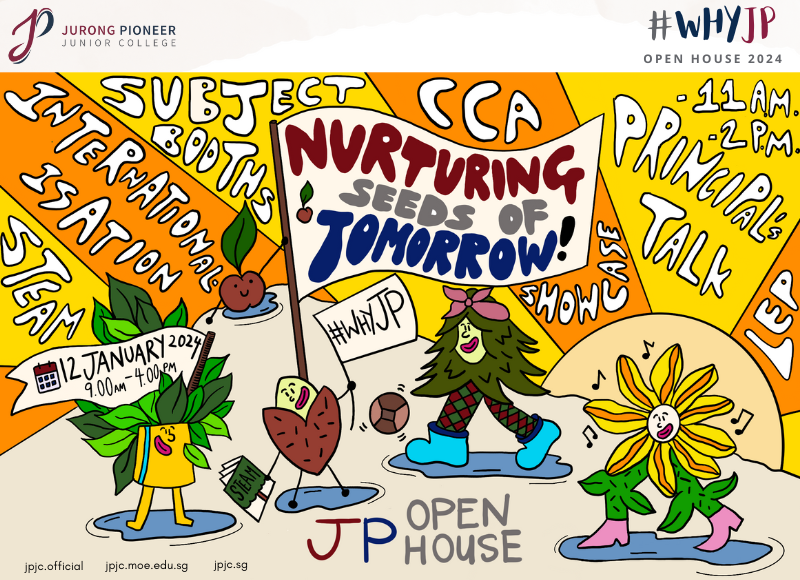 JURONG PIONEER
JUNIOR COLLEGE
#WHYJP
OPEN HOUSE 2024
SUBJECT
BOOTHS
INTERNATIONAL-
ISATION
STEAM
CCA
SHOWCASE
-11 A.M.
-2 P.M.
PRINCIPAL's
TALK
LEP
NURTURING
SEEDS OF
TOMORROW!
#WHYJP
12 JANUARY 2024
9.00AM - 4.00PM
STEAM
JP OPEN
HOUSE
jpjc.official jpjc.moe.edu.sg jpjc.sg